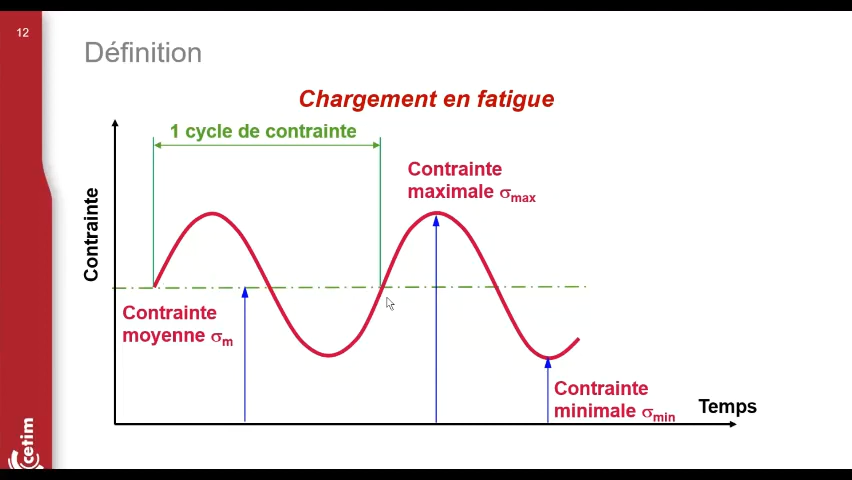 12
Définition
Chargement en fatigue
1 cycle de contrainte
Contrainte
maximale σmax
Contrainte
Contrainte
moyenne σm
Contrainte
minimale σmin
Temps
cetim